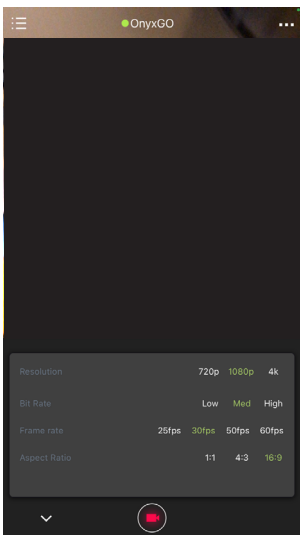 OnyxGO
Resolution 720p 1080p 4k
Bit Rate Low Med High
Frame rate 25fps 30fps 50fps 60fps
Aspect Ratio 1:1 4:3 16:9